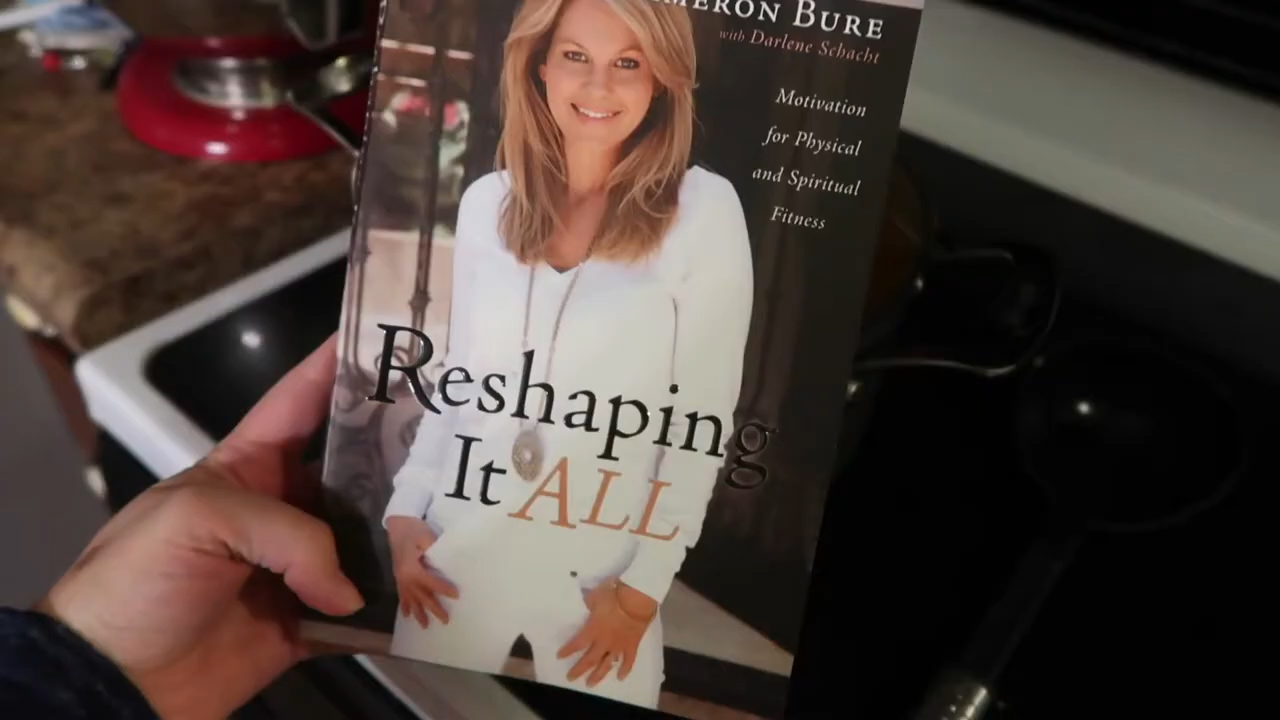 MERON BURE
with Darlene Schacht
Motivation
for Physical
and Spiritual
Fitness
Reshaping
It ALL